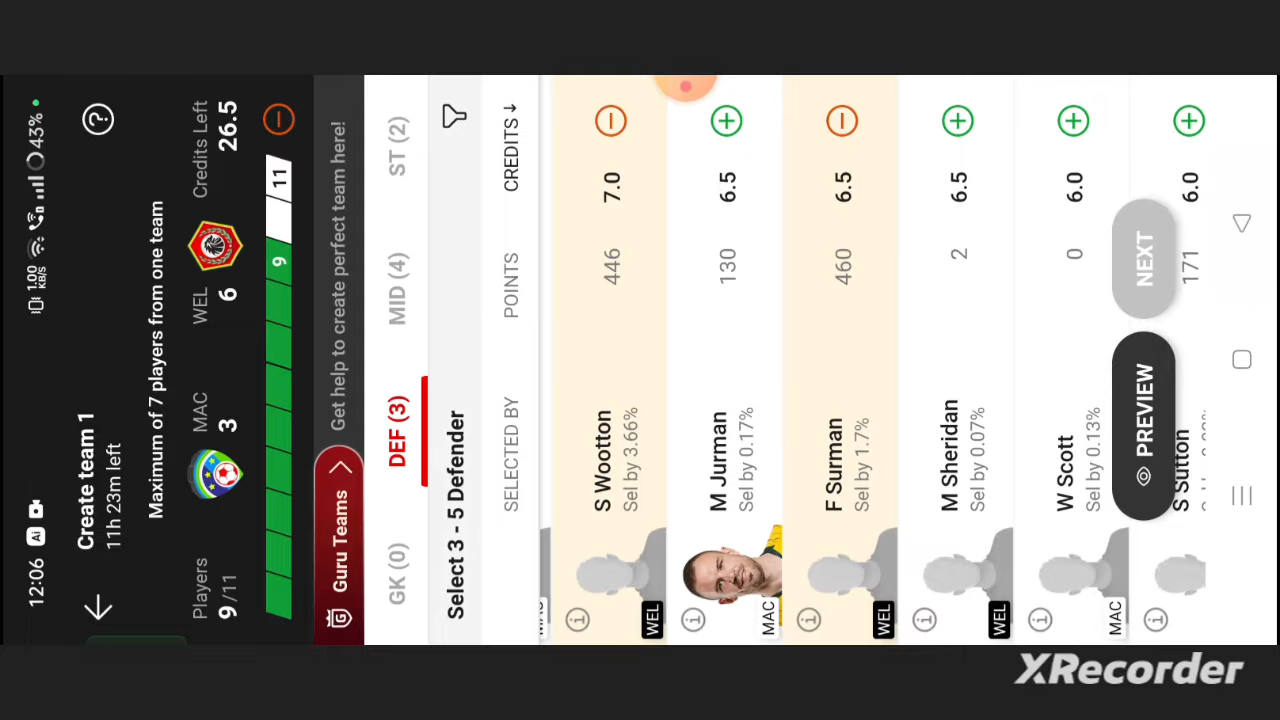 12:06 Ai 1.00 KB/S 43%
Create team 1
11h 23m left
Maximum of 7 players from one team
Players MAC WEL Credits Left
9 /11 3 6 26.5
9 11
Guru Teams Get help to create perfect team here!
GK (0) DEF (3) MID (4) ST (2)
Select 3 - 5 Defender
SELECTED BY POINTS CREDITS
S Wootton 446 7.0
Sel by 3.66%
WEL
M Jurman 130 6.5
Sel by 0.17%
MAC
F Surman 460 6.5
Sel by 1.7%
WEL
M Sheridan 2 6.5
Sel by 0.07%
WEL
W Scott 0 6.0
Sel by 0.13%
MAC
PREVIEW NEXT
S Sutton 171 6.0
XRecorder